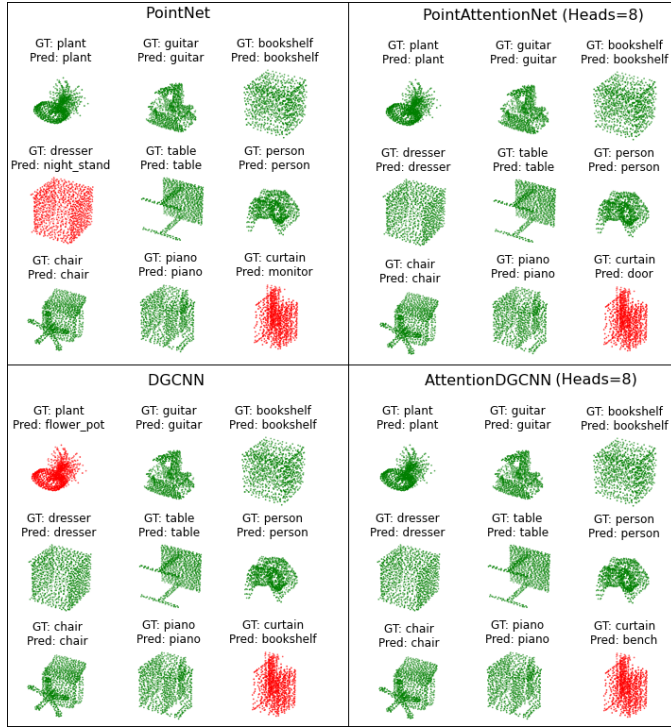 PointNet
GT: plant
Pred: plant
GT: guitar
Pred: guitar
GT: bookshelf
Pred: bookshelf
GT: dresser
Pred: night_stand
GT: table
Pred: table
GT: person
Pred: person
GT: chair
Pred: chair
GT: piano
Pred: piano
GT: curtain
Pred: monitor
PointAttentionNet (Heads=8)
GT: plant
Pred: plant
GT: guitar
Pred: guitar
GT: bookshelf
Pred: bookshelf
GT: dresser
Pred: dresser
GT: table
Pred: table
GT: person
Pred: person
GT: chair
Pred: chair
GT: piano
Pred: piano
GT: curtain
Pred: door
DGCNN
GT: plant
Pred: flower_pot
GT: guitar
Pred: guitar
GT: bookshelf
Pred: bookshelf
GT: dresser
Pred: dresser
GT: table
Pred: table
GT: person
Pred: person
GT: chair
Pred: chair
GT: piano
Pred: piano
GT: curtain
Pred: bookshelf
AttentionDGCNN (Heads=8)
GT: plant
Pred: plant
GT: guitar
Pred: guitar
GT: bookshelf
Pred: bookshelf
GT: dresser
Pred: dresser
GT: table
Pred: table
GT: person
Pred: person
GT: chair
Pred: chair
GT: piano
Pred: piano
GT: curtain
Pred: bench